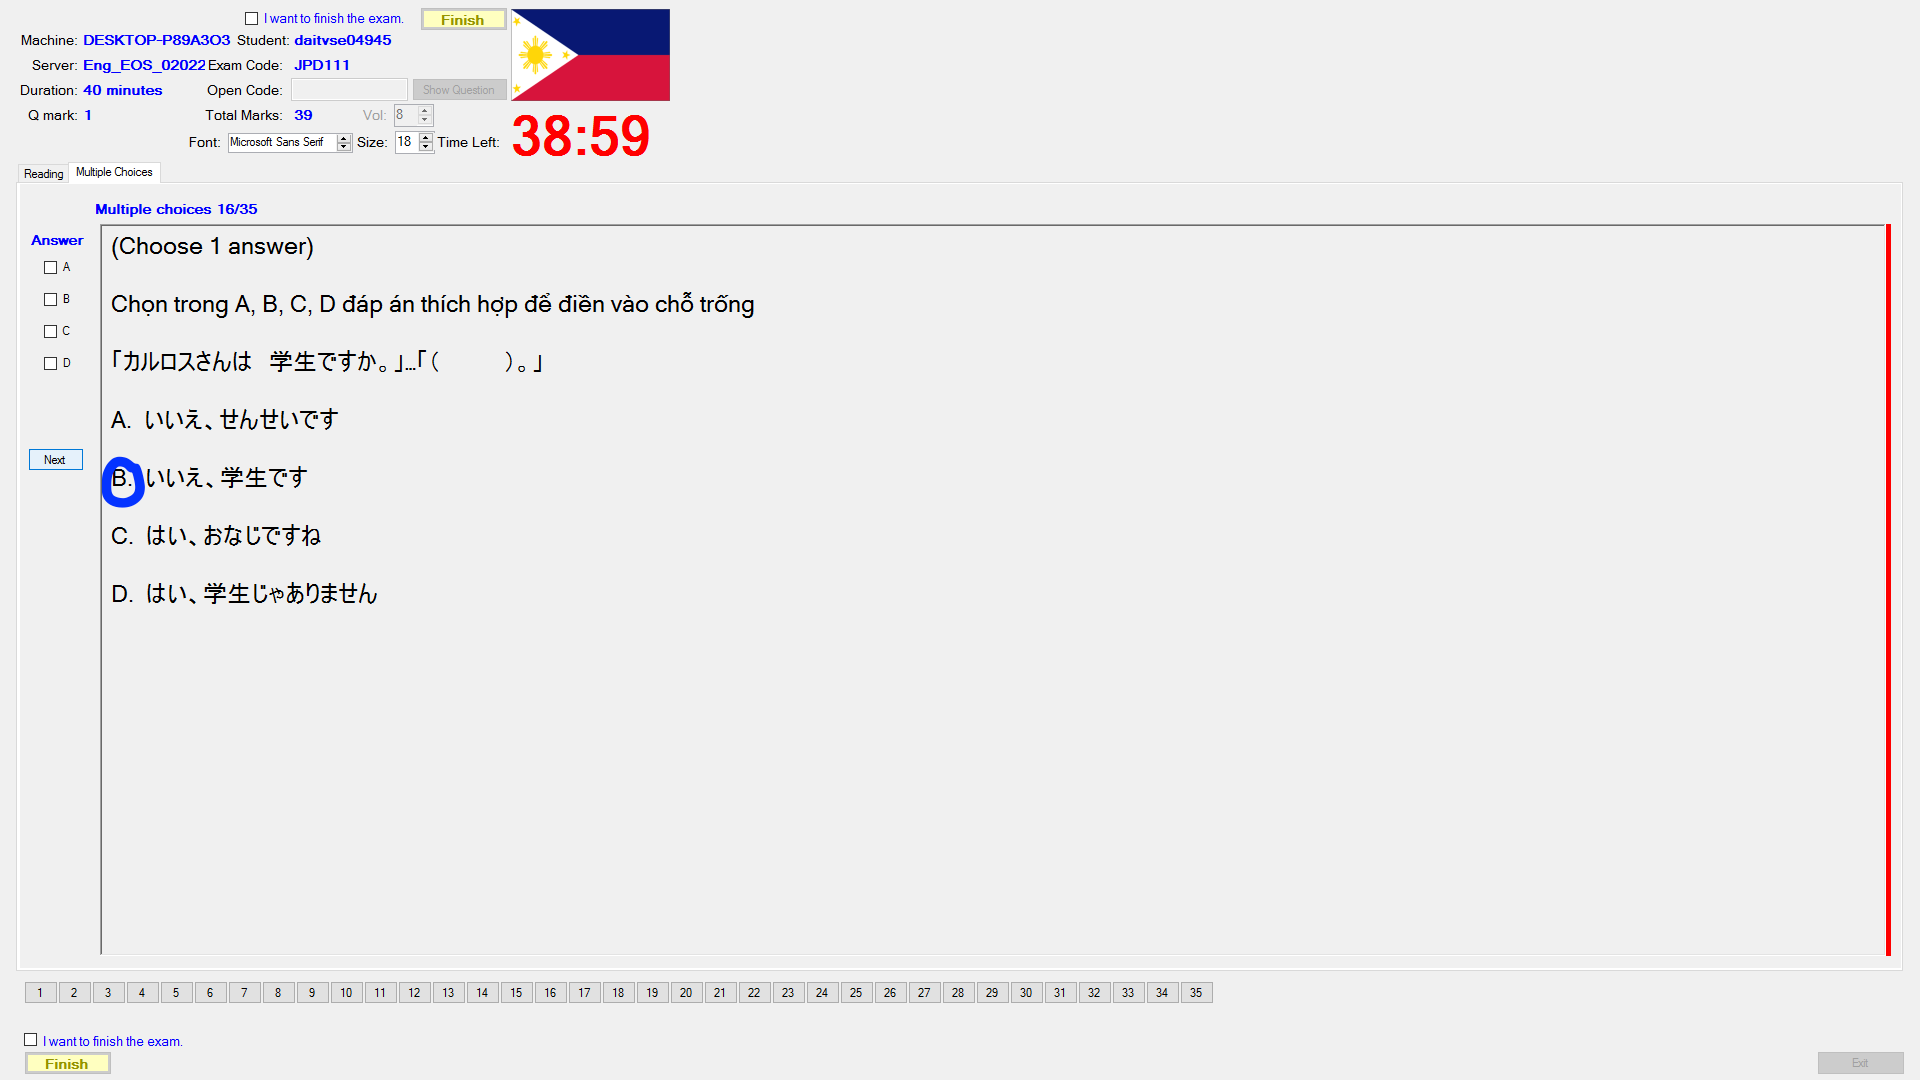 I want to finish the exam. Finish
Machine: DESKTOP-P89A3O3 Student: daitvse04945
Server: Eng_EOS_02022 Exam Code: JPD111
Duration: 40 minutes Open Code: Show Question
Q mark: 1 Total Marks: 39 Vol: 8
Font: Microsoft Sans Serif Size: 18 Time Left: 38:59
Reading Multiple Choices
Multiple choices 16/35
Answer
A
B
C
D
Next
(Choose 1 answer)
Chọn trong A, B, C, D đáp án thích hợp để điền vào chỗ trống
「カルロスさんは　学生ですか。」...「（　　　）。」
A. いいえ、せんせいです
B. いいえ、学生です
C. はい、おなじですね
D. はい、学生じゃありません
1 2 3 4 5 6 7 8 9 10 11 12 13 14 15 16 17 18 19 20 21 22 23 24 25 26 27 28 29 30 31 32 33 34 35
I want to finish the exam.
Finish
Exit